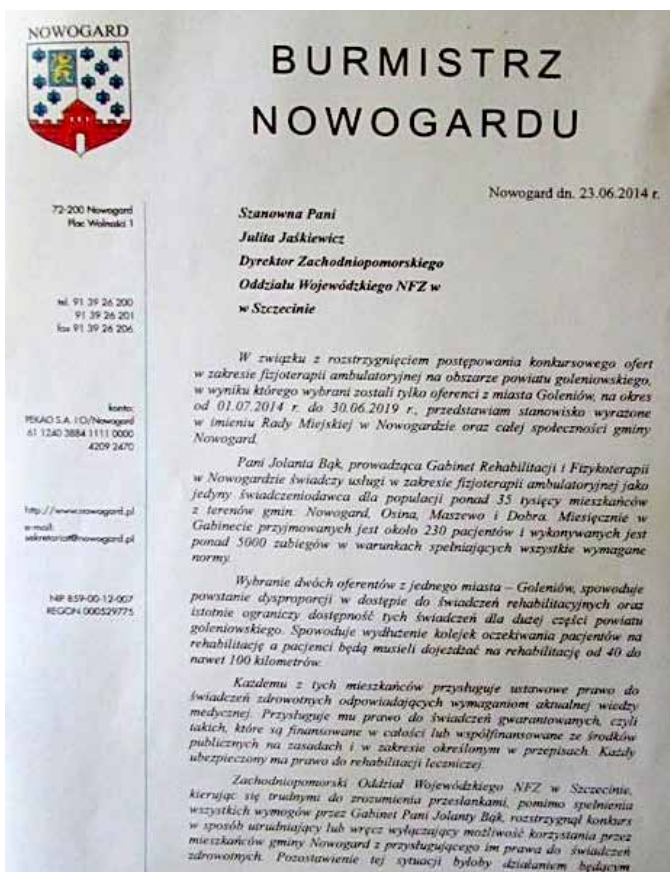 NOWOGARD
BURMISTRZ
NOWOGARDU
Nowogard dn. 23.06.2014 r.
72-200 Nowogard
Plac Wolności 1
tel. 91 39 26 200
91 39 26 201
fax 91 39 26 206
konto:
PEKAO S.A. I O/Nowogard
61 1240 3884 1111 0000
4209 2470
http://www.nowogard.pl
e-mail:
sekretariat@nowogard.pl
NIP 859-00-12-007
REGON 000529775
Szanowna Pani
Julita Jaśkiewicz
Dyrektor Zachodniopomorskiego
Oddziału Wojewódzkiego NFZ w
w Szczecinie
W związku z rozstrzygnięciem postępowania konkursowego ofert
w zakresie fizjoterapii ambulatoryjnej na obszarze powiatu goleniowskiego,
w wyniku którego wybrani zostali tylko oferenci z miasta Goleniów, na okres
od 01.07.2014 r. do 30.06.2019 r., przedstawiam stanowisko wyrażone
w imieniu Rady Miejskiej w Nowogardzie oraz całej społeczności gminy
Nowogard.
Pani Jolanta Bąk, prowadząca Gabinet Rehabilitacji i Fizykoterapii
w Nowogardzie świadczy usługi w zakresie fizjoterapii ambulatoryjnej jako
jedyny świadczeniodawca dla populacji ponad 35 tysięcy mieszkańców
z terenów gmin: Nowogard, Osina, Maszewo i Dobra. Miesięcznie w
Gabinecie przyjmowanych jest około 230 pacjentów i wykonywanych jest
ponad 5000 zabiegów w warunkach spełniających wszystkie wymagane
normy.
Wybranie dwóch oferentów z jednego miasta – Goleniów, spowoduje
powstanie dysproporcji w dostępie do świadczeń rehabilitacyjnych oraz
istotnie ograniczy dostępność tych świadczeń dla dużej części powiatu
goleniowskiego. Spowoduje wydłużenie kolejek oczekiwania pacjentów na
rehabilitację a pacjenci będą musieli dojeżdżać na rehabilitację od 40 do
nawet 100 kilometrów.
Każdemu z tych mieszkańców przysługuje ustawowe prawo do
świadczeń zdrowotnych odpowiadających wymaganiom aktualnej wiedzy
medycznej. Przysługuje mu prawo do świadczeń gwarantowanych, czyli
takich, które są finansowane w całości lub współfinansowane ze środków
publicznych na zasadach i w zakresie określonym w przepisach. Każdy
ubezpieczony ma prawo do rehabilitacji leczniczej.
Zachodniopomorski Oddział Wojewódzkiego NFZ w Szczecinie,
kierując się trudnymi do zrozumienia przesłankami, pomimo spełnienia
wszystkich wymogów przez Gabinet Pani Jolanty Bąk, rozstrzygnął konkurs
w sposób utrudniający lub wręcz wyłączający możliwość korzystania przez
mieszkańców gminy Nowogard z przysługującego im prawa do świadczeń
zdrowotnych. Pozostawienie tej sytuacji byłoby działaniem będącym